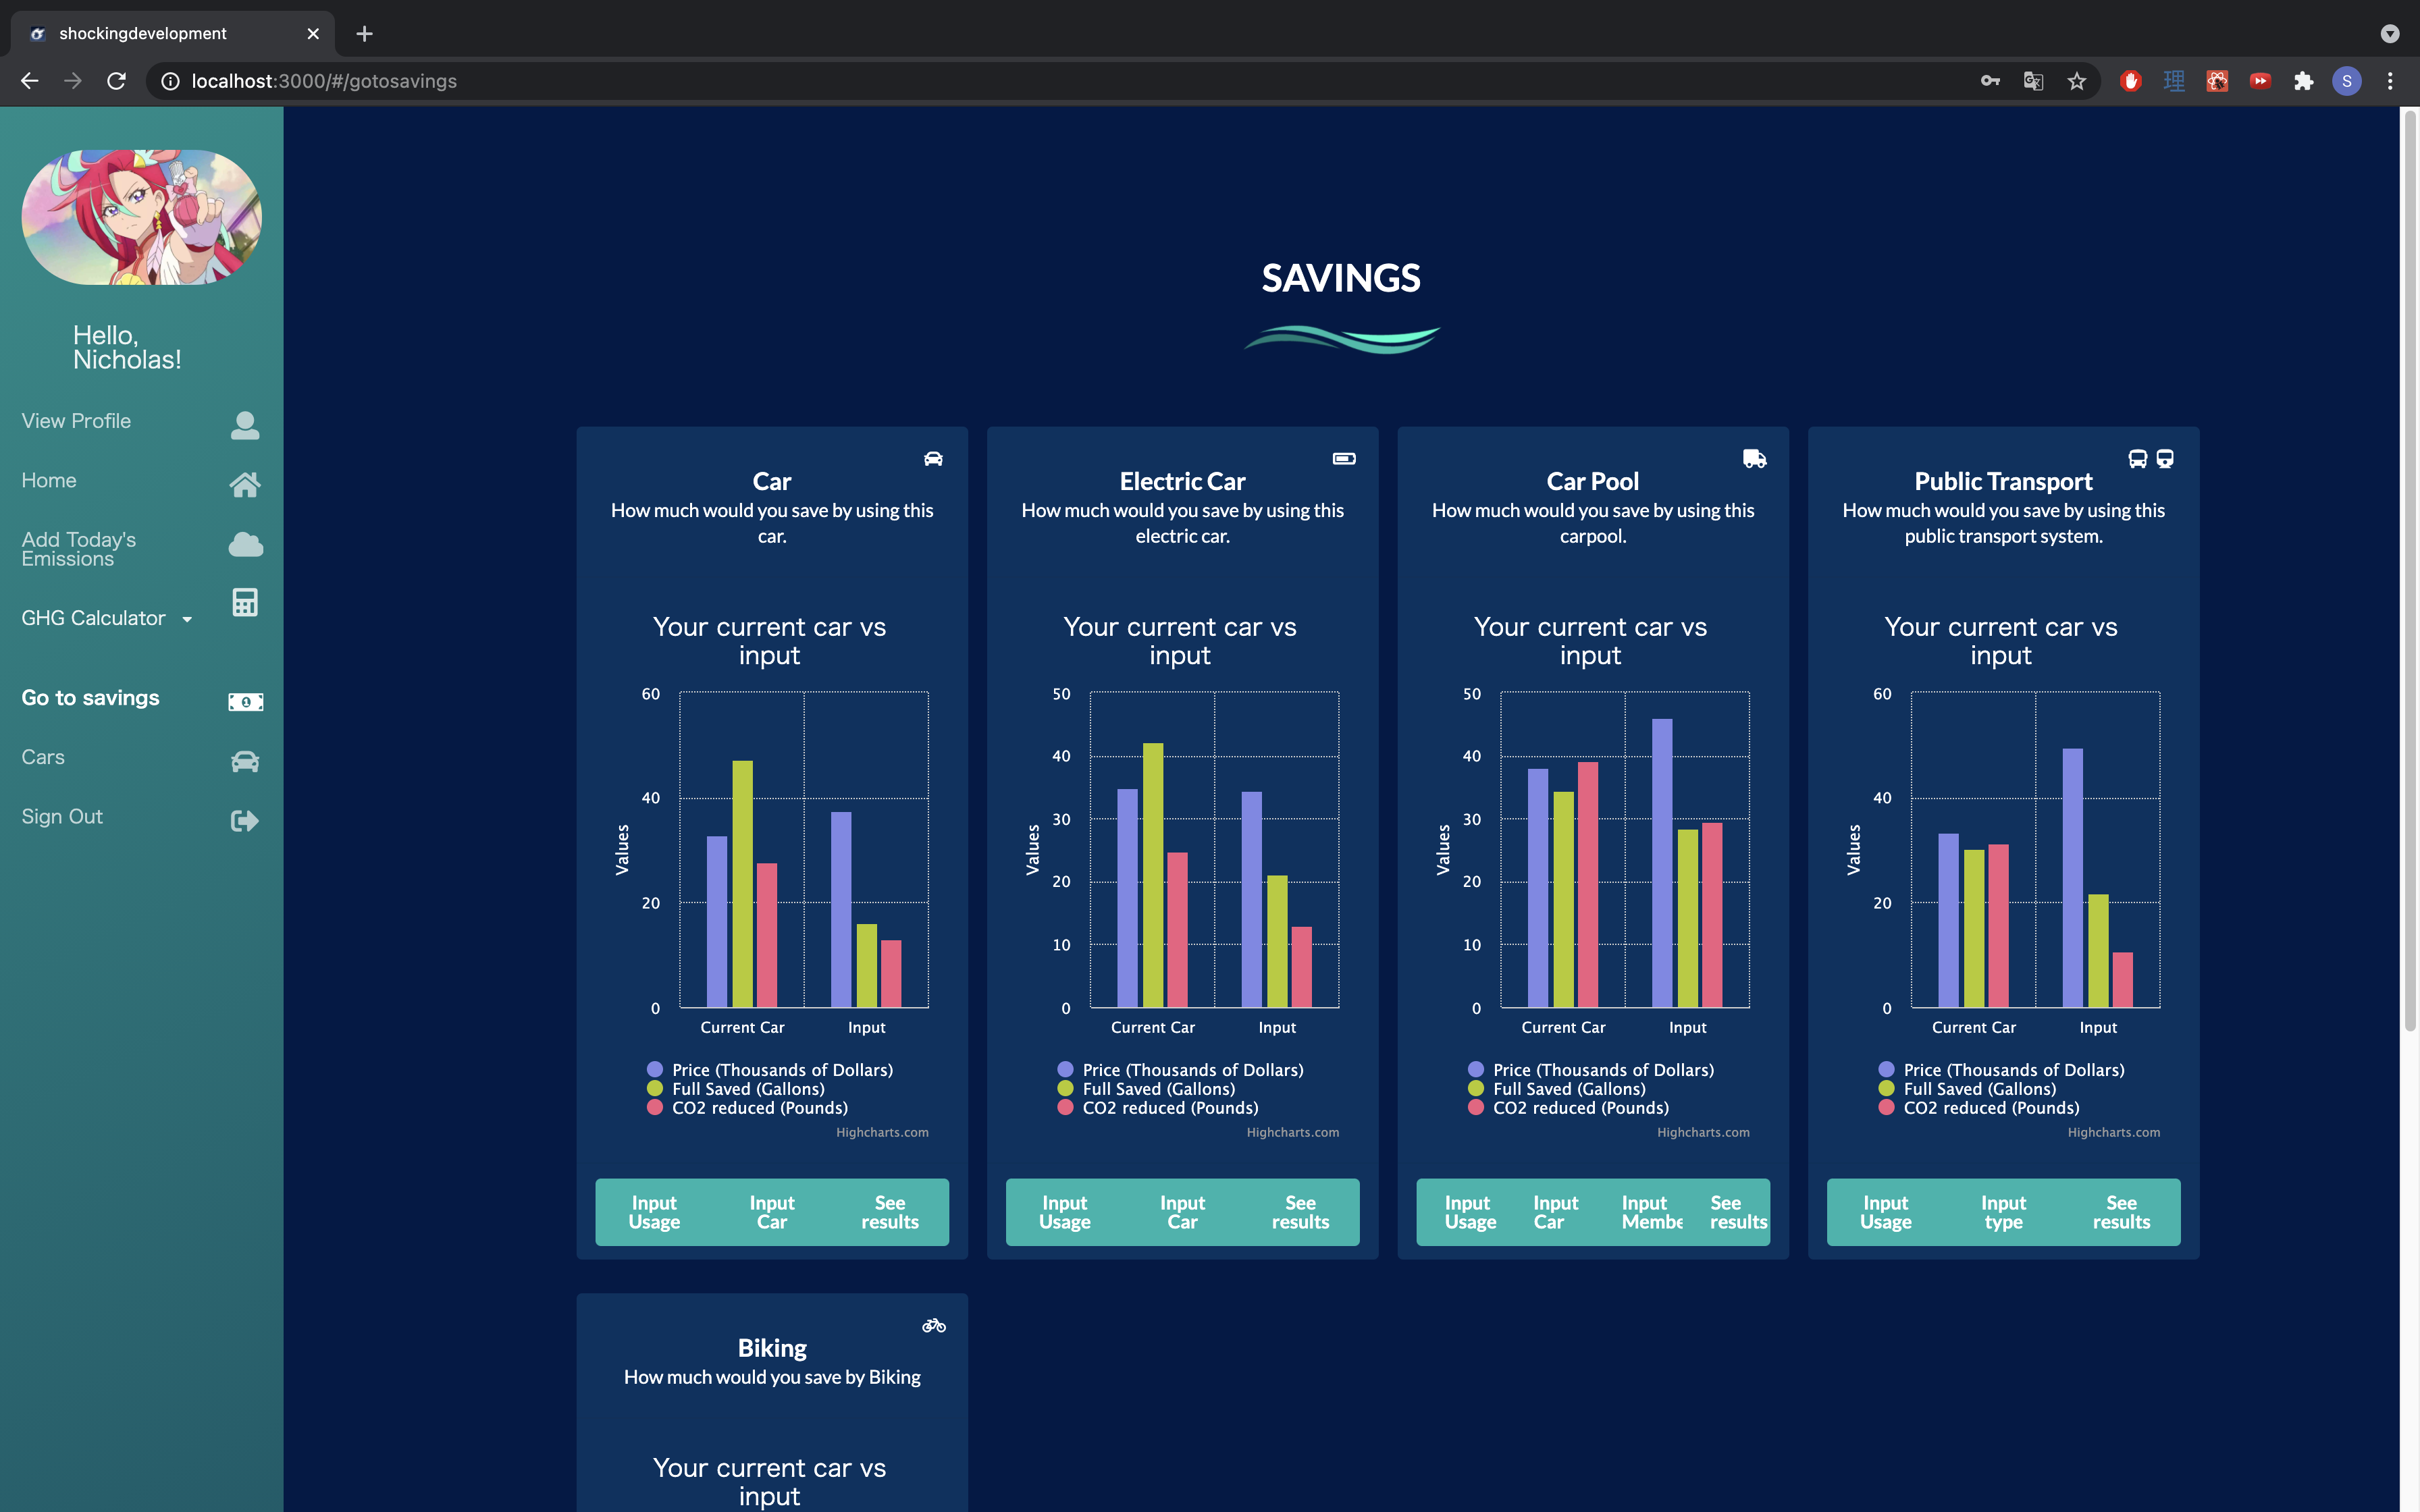 shockingdevelopment
localhost:3000/#/gotosavings
S
Hello,
Nicholas!
View Profile
Home
Add Today's
Emissions
GHG Calculator
Go to savings
Cars
Sign Out
SAVINGS
Car
How much would you save by using this
car.
Your current car vs
input
60
40
20
0
Values
Current Car
Input
Price (Thousands of Dollars)
Full Saved (Gallons)
CO2 reduced (Pounds)
Highcharts.com
Input
Usage
Input
Car
See
results
Electric Car
How much would you save by using this
electric car.
Your current car vs
input
50
40
30
20
10
0
Values
Current Car
Input
Price (Thousands of Dollars)
Full Saved (Gallons)
CO2 reduced (Pounds)
Highcharts.com
Input
Usage
Input
Car
See
results
Car Pool
How much would you save by using this
carpool.
Your current car vs
input
50
40
30
20
10
0
Values
Current Car
Input
Price (Thousands of Dollars)
Full Saved (Gallons)
CO2 reduced (Pounds)
Highcharts.com
Input
Usage
Input
Car
Input
Membe
See
results
Public Transport
How much would you save by using this
public transport system.
Your current car vs
input
60
40
20
0
Values
Current Car
Input
Price (Thousands of Dollars)
Full Saved (Gallons)
CO2 reduced (Pounds)
Highcharts.com
Input
Usage
Input
type
See
results
Biking
How much would you save by Biking
Your current car vs
input